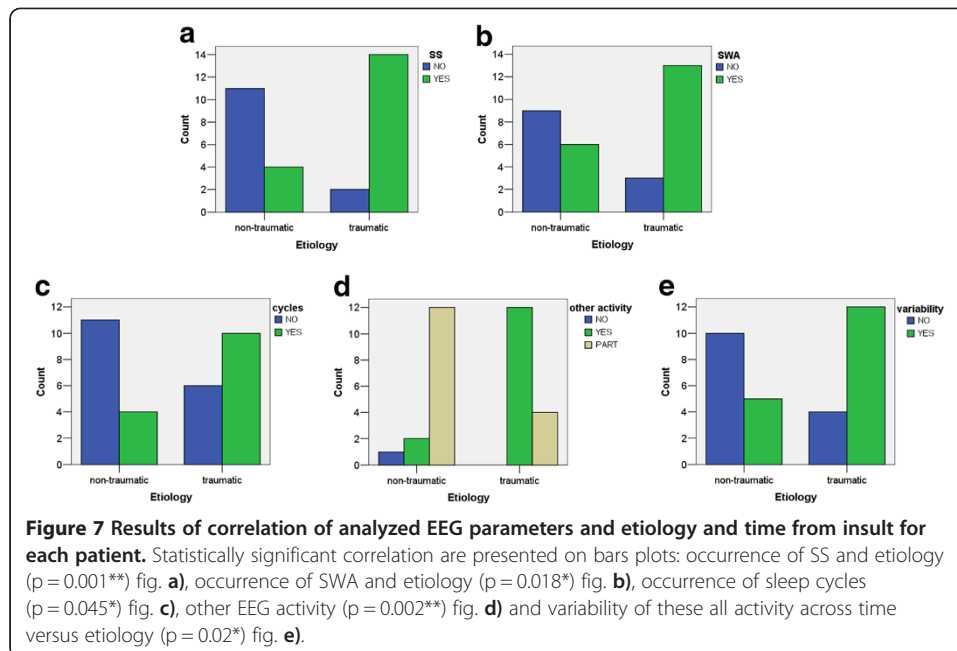 a
SS
NO
YES
14
12
10
8
6
4
2
0
Count
non-traumatic traumatic
Etiology
b
SWA
NO
YES
14
12
10
8
6
4
2
0
Count
non-traumatic traumatic
Etiology
c
cycles
NO
YES
12
10
8
6
4
2
0
Count
non-traumatic traumatic
Etiology
d
other activity
NO
YES
PART
12
10
8
6
4
2
0
Count
non-traumatic traumatic
Etiology
e
variability
NO
YES
12
10
8
6
4
2
0
Count
non-traumatic traumatic
Etiology
Figure 7 Results of correlation of analyzed EEG parameters and etiology and time from insult for
each patient. Statistically significant correlation are presented on bars plots: occurrence of SS and etiology
(p = 0.001**) fig. a), occurrence of SWA and etiology (p = 0.018*) fig. b), occurrence of sleep cycles
(p = 0.045*) fig. c), other EEG activity (p = 0.002**) fig. d) and variability of these all activity across time
versus etiology (p = 0.02*) fig. e).